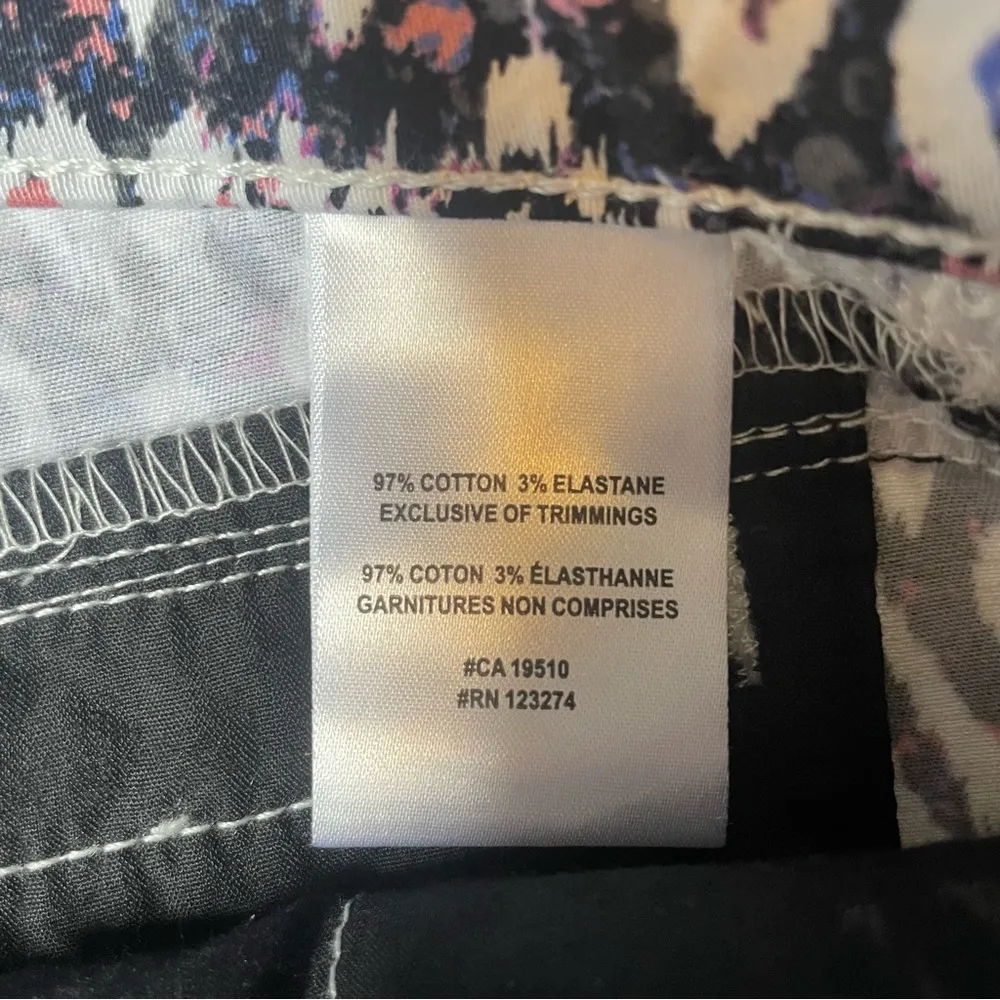 97% COTTON 3% ELASTANE
EXCLUSIVE OF TRIMMINGS
97% COTON 3% ÉLASTHANNE
GARNITURES NON COMPRISES
#CA 19510
#RN 123274